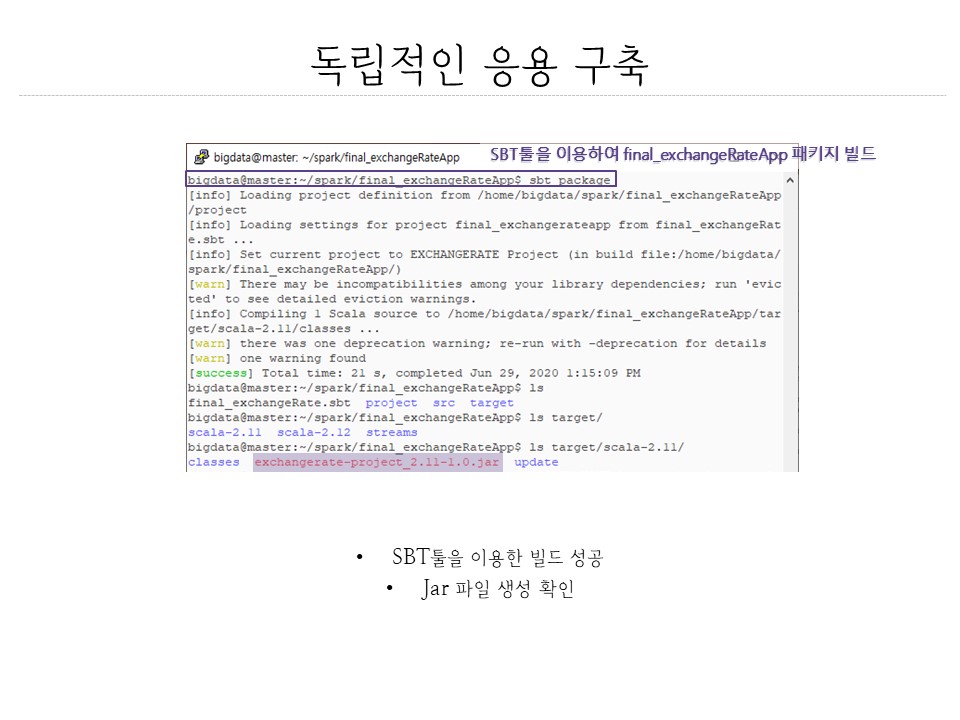 독립적인 응용 구축
bigdata@master: ~/spark/final_exchangeRateApp
SBT툴을 이용하여 final_exchangeRateApp 패키지 빌드
bigdata@master:~/spark/final_exchangeRateApp$ sbt package
[info] Loading project definition from /home/bigdata/spark/final_exchangeRateApp
/project
[info] Loading settings for project final_exchangerateapp from final_exchangeRat
e.sbt ...
[info] Set current project to EXCHANGERATE Project (in build file:/home/bigdata/
spark/final_exchangeRateApp/)
[warn] There may be incompatibilities among your library dependencies; run 'evic
ted' to see detailed eviction warnings.
[info] Compiling 1 Scala source to /home/bigdata/spark/final_exchangeRateApp/tar
get/scala-2.11/classes ...
[warn] there was one deprecation warning; re-run with -deprecation for details
[warn] one warning found
[success] Total time: 21 s, completed Jun 29, 2020 1:15:09 PM
bigdata@master:~/spark/final_exchangeRateApp$ ls
final_exchangeRate.sbt project src target
bigdata@master:~/spark/final_exchangeRateApp$ ls target/
scala-2.11 scala-2.12 streams
bigdata@master:~/spark/final_exchangeRateApp$ ls target/scala-2.11/
classes exchangerate-project_2.11-1.0.jar update
• SBT툴을 이용한 빌드 성공
• Jar 파일 생성 확인